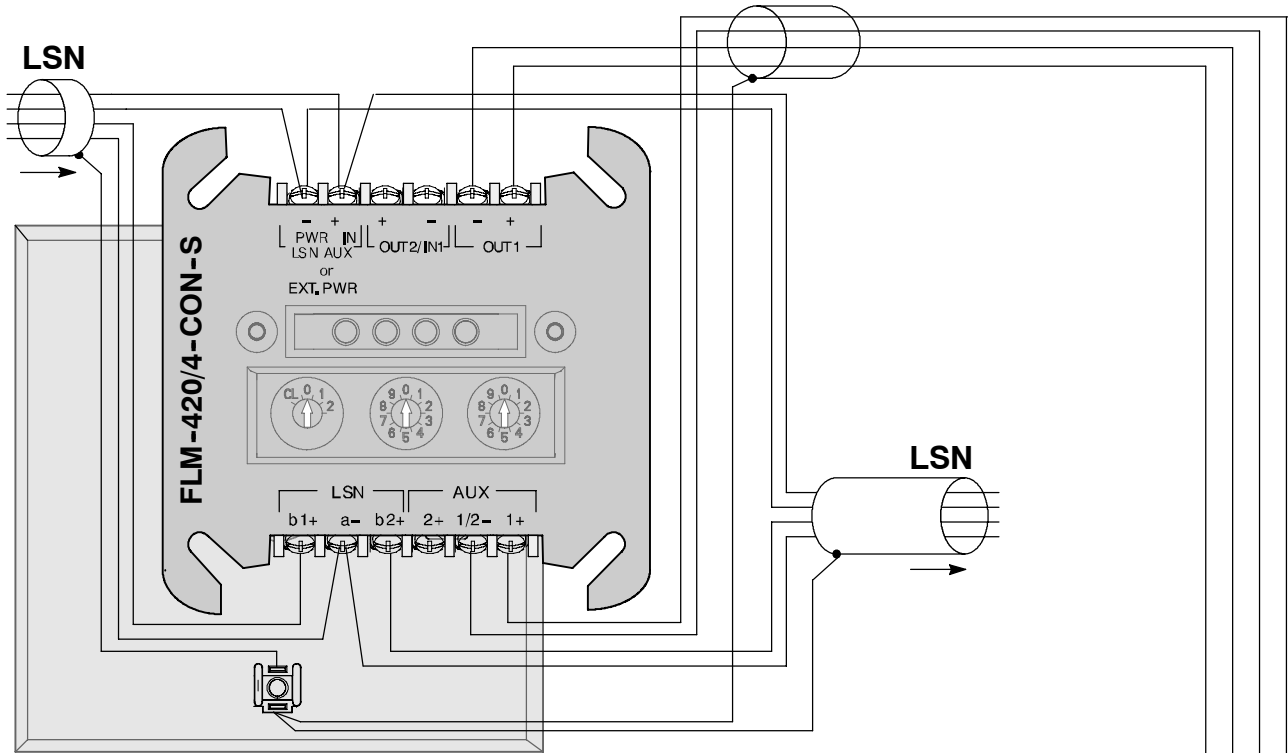 LSN
FLM-420/4-CON-S
− + + − − +
PWR IN OUT2/IN1 OUT1
LSN AUX
or
EXT. PWR
CL 0 1 2
9 0 1 2 3 4 5 6 7 8
9 0 1 2 3 4 5 6 7 8
LSN AUX
b1+ a− b2+ 2+ 1/2− 1+
LSN